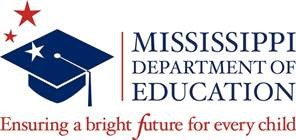 MISSISSIPPI
DEPARTMENT OF
EDUCATION
Ensuring a bright future for every child